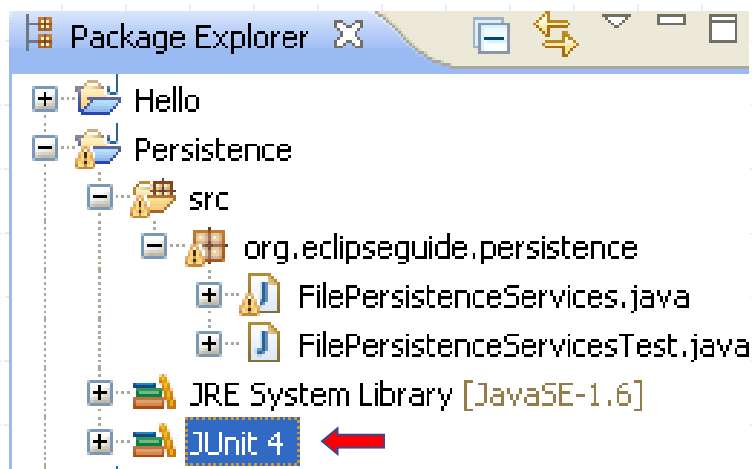 Package Explorer
Hello
Persistence
src
org.eclipseguide.persistence
FilePersistenceServices.java
FilePersistenceServicesTest.java
JRE System Library [JavaSE-1.6]
JUnit 4